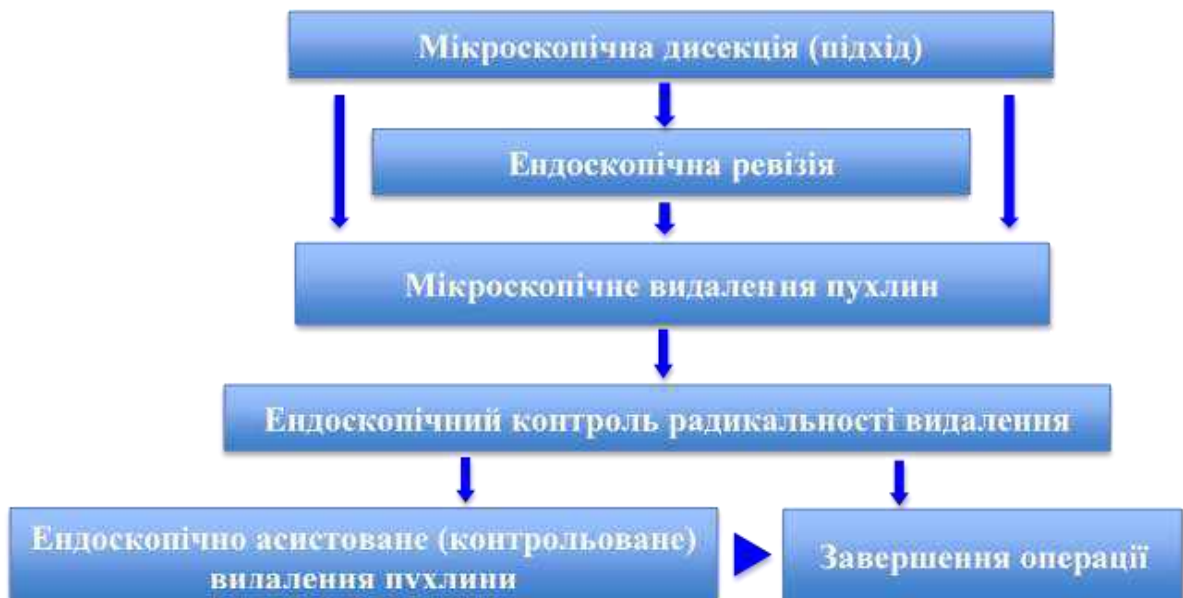 Мікроскопічна дисекція (підхід)
Ендоскопічна ревізія
Мікроскопічне видалення пухлин
Ендоскопічний контроль радикальності видалення
Ендоскопічно асистоване (контрольоване)
видалення пухлини
Завершення операції